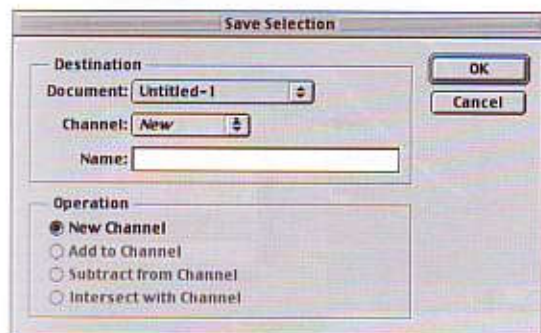 Save Selection
Destination
Document: Untitled-1
Channel: New
Name:
OK
Cancel
Operation
New Channel
Add to Channel
Subtract from Channel
Intersect with Channel